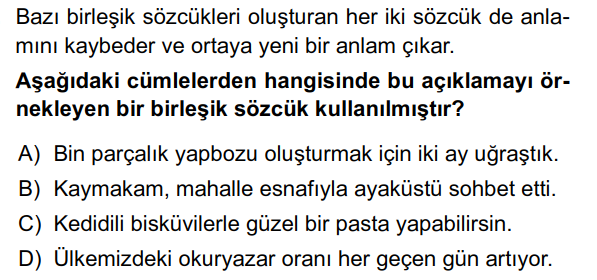 Bazı birleşik sözcükleri oluşturan her iki sözcük de anla-
mını kaybeder ve ortaya yeni bir anlam çıkar.
Aşağıdaki cümlelerden hangisinde bu açıklamayı ör-
nekleyen bir birleşik sözcük kullanılmıştır?
A) Bin parçalık yapbozu oluşturmak için iki ay uğraştık.
B) Kaymakam, mahalle esnafıyla ayaküstü sohbet etti.
C) Kedidili bisküvilerle güzel bir pasta yapabilirsin.
D) Ülkemizdeki okuryazar oranı her geçen gün artıyor.